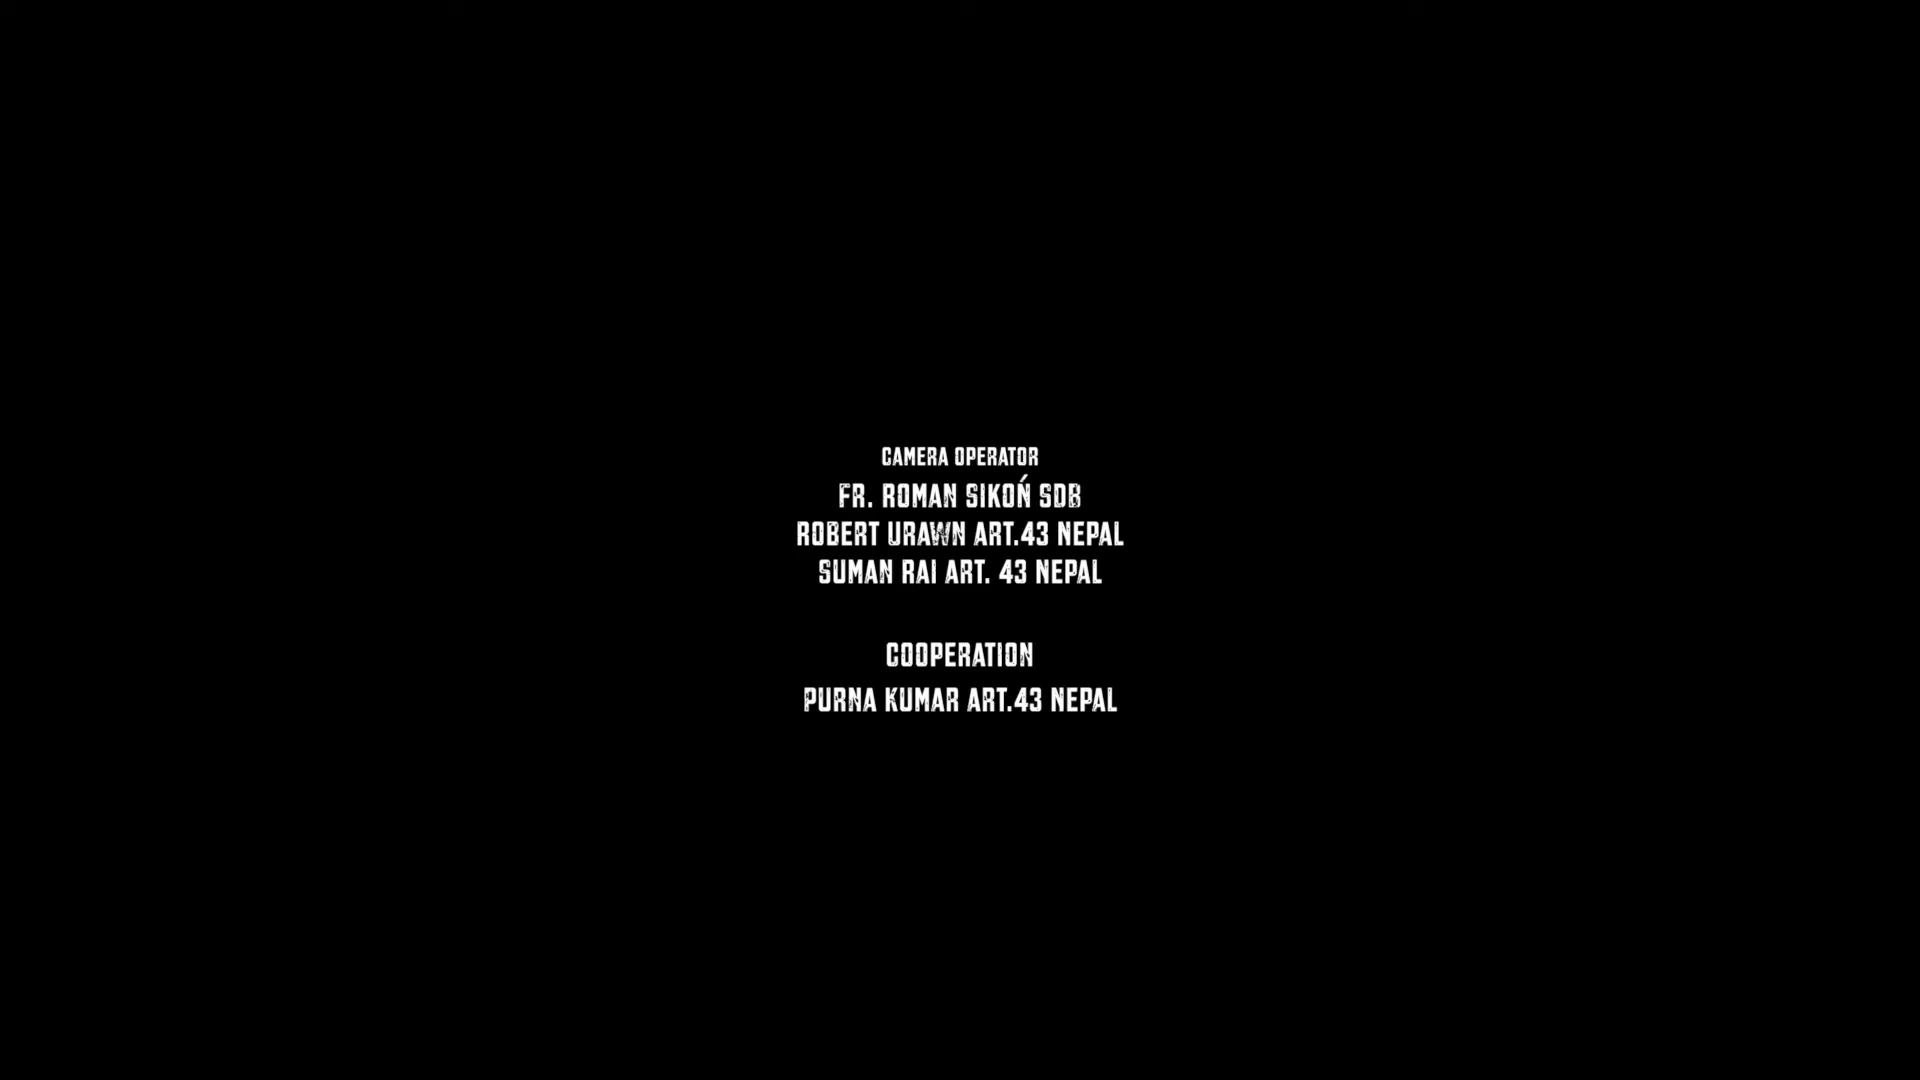 CAMERA OPERATOR
FR. ROMAN SIKOŃ SDB
ROBERT URAWN ART.43 NEPAL
SUMAN RAI ART. 43 NEPAL
COOPERATION
PURNA KUMAR ART.43 NEPAL